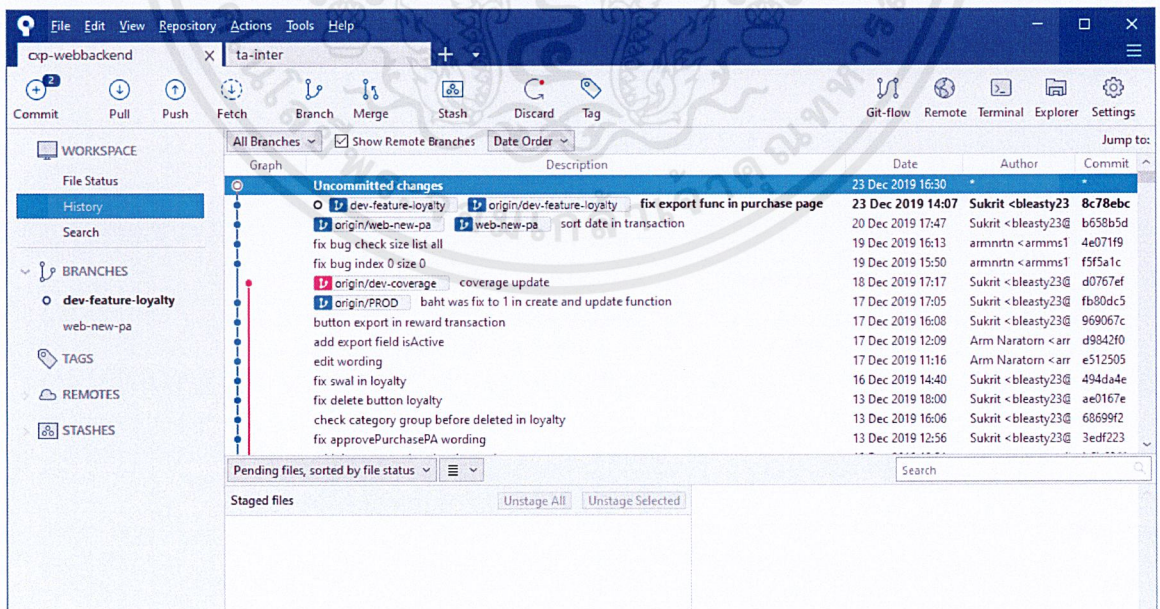 File Edit View Repository Actions Tools Help
cxp-webbackend X ta-inter
2
Commit Pull Push Fetch Branch Merge Stash Discard Tag Git-flow Remote Terminal Explorer Settings
WORKSPACE
File Status
History
Search
BRANCHES
dev-feature-loyalty
web-new-pa
TAGS
REMOTES
STASHES
All Branches Show Remote Branches Date Order Jump to:
Graph Description Date Author Commit
Uncommitted changes 23 Dec 2019 16:30 * *
dev-feature-loyalty origin/dev-feature-loyalty fix export func in purchase page 23 Dec 2019 14:07 Sukrit <bleasty23 8c78ebc
origin/web-new-pa web-new-pa sort date in transaction 20 Dec 2019 17:47 Sukrit <bleasty23@ b658b5d
fix bug check size list all 19 Dec 2019 16:13 armnrtn <armms1 4e071f9
fix bug index 0 size 0 19 Dec 2019 15:50 armnrtn <armms1 f5f5a1c
origin/dev-coverage coverage update 18 Dec 2019 17:17 Sukrit <bleasty23@ d0767ef
origin/PROD baht was fix to 1 in create and update function 17 Dec 2019 17:05 Sukrit <bleasty23@ fb80dc5
button export in reward transaction 17 Dec 2019 16:08 Sukrit <bleasty23@ 969067c
add export field isActive 17 Dec 2019 12:09 Arm Naratorn <arr d9842f0
edit wording 17 Dec 2019 11:16 Arm Naratorn <arr e512505
fix swal in loyalty 16 Dec 2019 14:40 Sukrit <bleasty23@ 494da4e
fix delete button loyalty 13 Dec 2019 18:00 Sukrit <bleasty23@ ae0167e
check category group before deleted in loyalty 13 Dec 2019 16:06 Sukrit <bleasty23@ 68699f2
fix approvePurchasePA wording 13 Dec 2019 12:56 Sukrit <bleasty23@ 3edf223
Pending files, sorted by file status Search
Staged files Unstage All Unstage Selected